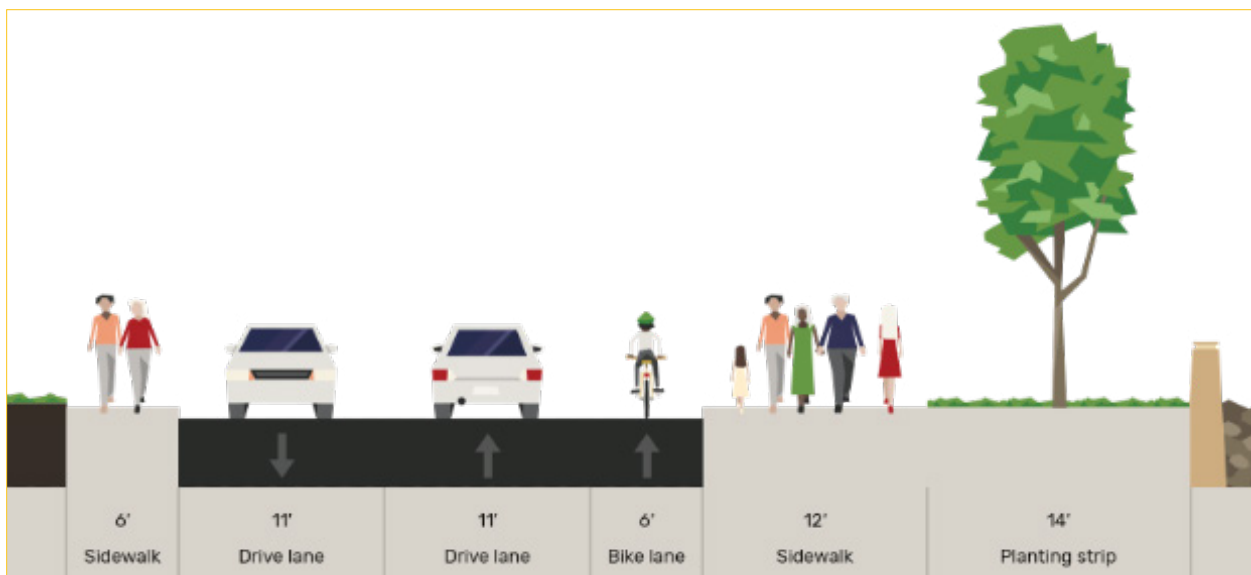 6' 11' 11' 6' 12' 14'
Sidewalk Drive lane Drive lane Bike lane Sidewalk Planting strip